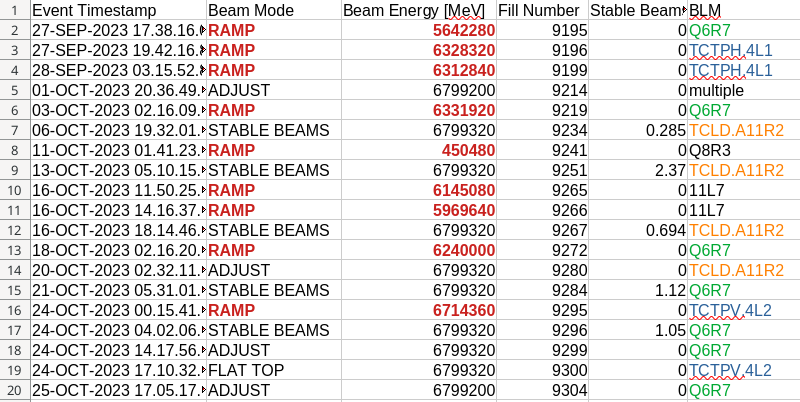 1 Event Timestamp Beam Mode Beam Energy [MeV] Fill Number Stable Beam BLM
2 27-SEP-2023 17.38.16. RAMP 5642280 9195 0 Q6R7
3 27-SEP-2023 19.42.16. RAMP 6328320 9196 0 TCTPH.4L1
4 28-SEP-2023 03.15.52. RAMP 6312840 9199 0 TCTPH.4L1
5 01-OCT-2023 20.36.49. ADJUST 6799200 9214 0 multiple
6 03-OCT-2023 02.16.09. RAMP 6331920 9219 0 Q6R7
7 06-OCT-2023 19.32.01. STABLE BEAMS 6799320 9234 0.285 TCLD.A11R2
8 11-OCT-2023 01.41.23. RAMP 450480 9241 0 Q8R3
9 13-OCT-2023 05.10.15. STABLE BEAMS 6799320 9251 2.37 TCLD.A11R2
10 16-OCT-2023 11.50.25. RAMP 6145080 9265 0 11L7
11 16-OCT-2023 14.16.37. RAMP 5969640 9266 0 11L7
12 16-OCT-2023 18.14.46. STABLE BEAMS 6799320 9267 0.694 TCLD.A11R2
13 18-OCT-2023 02.16.20. RAMP 6240000 9272 0 Q6R7
14 20-OCT-2023 02.32.11. ADJUST 6799320 9280 0 TCLD.A11R2
15 21-OCT-2023 05.31.01. STABLE BEAMS 6799320 9284 1.12 Q6R7
16 24-OCT-2023 00.15.41. RAMP 6714360 9295 0 TCTPV.4L2
17 24-OCT-2023 04.02.06. STABLE BEAMS 6799320 9296 1.05 Q6R7
18 24-OCT-2023 14.17.56. ADJUST 6799320 9299 0 Q6R7
19 24-OCT-2023 17.10.32. FLAT TOP 6799320 9300 0 TCTPV.4L2
20 25-OCT-2023 17.05.17. ADJUST 6799200 9304 0 Q6R7